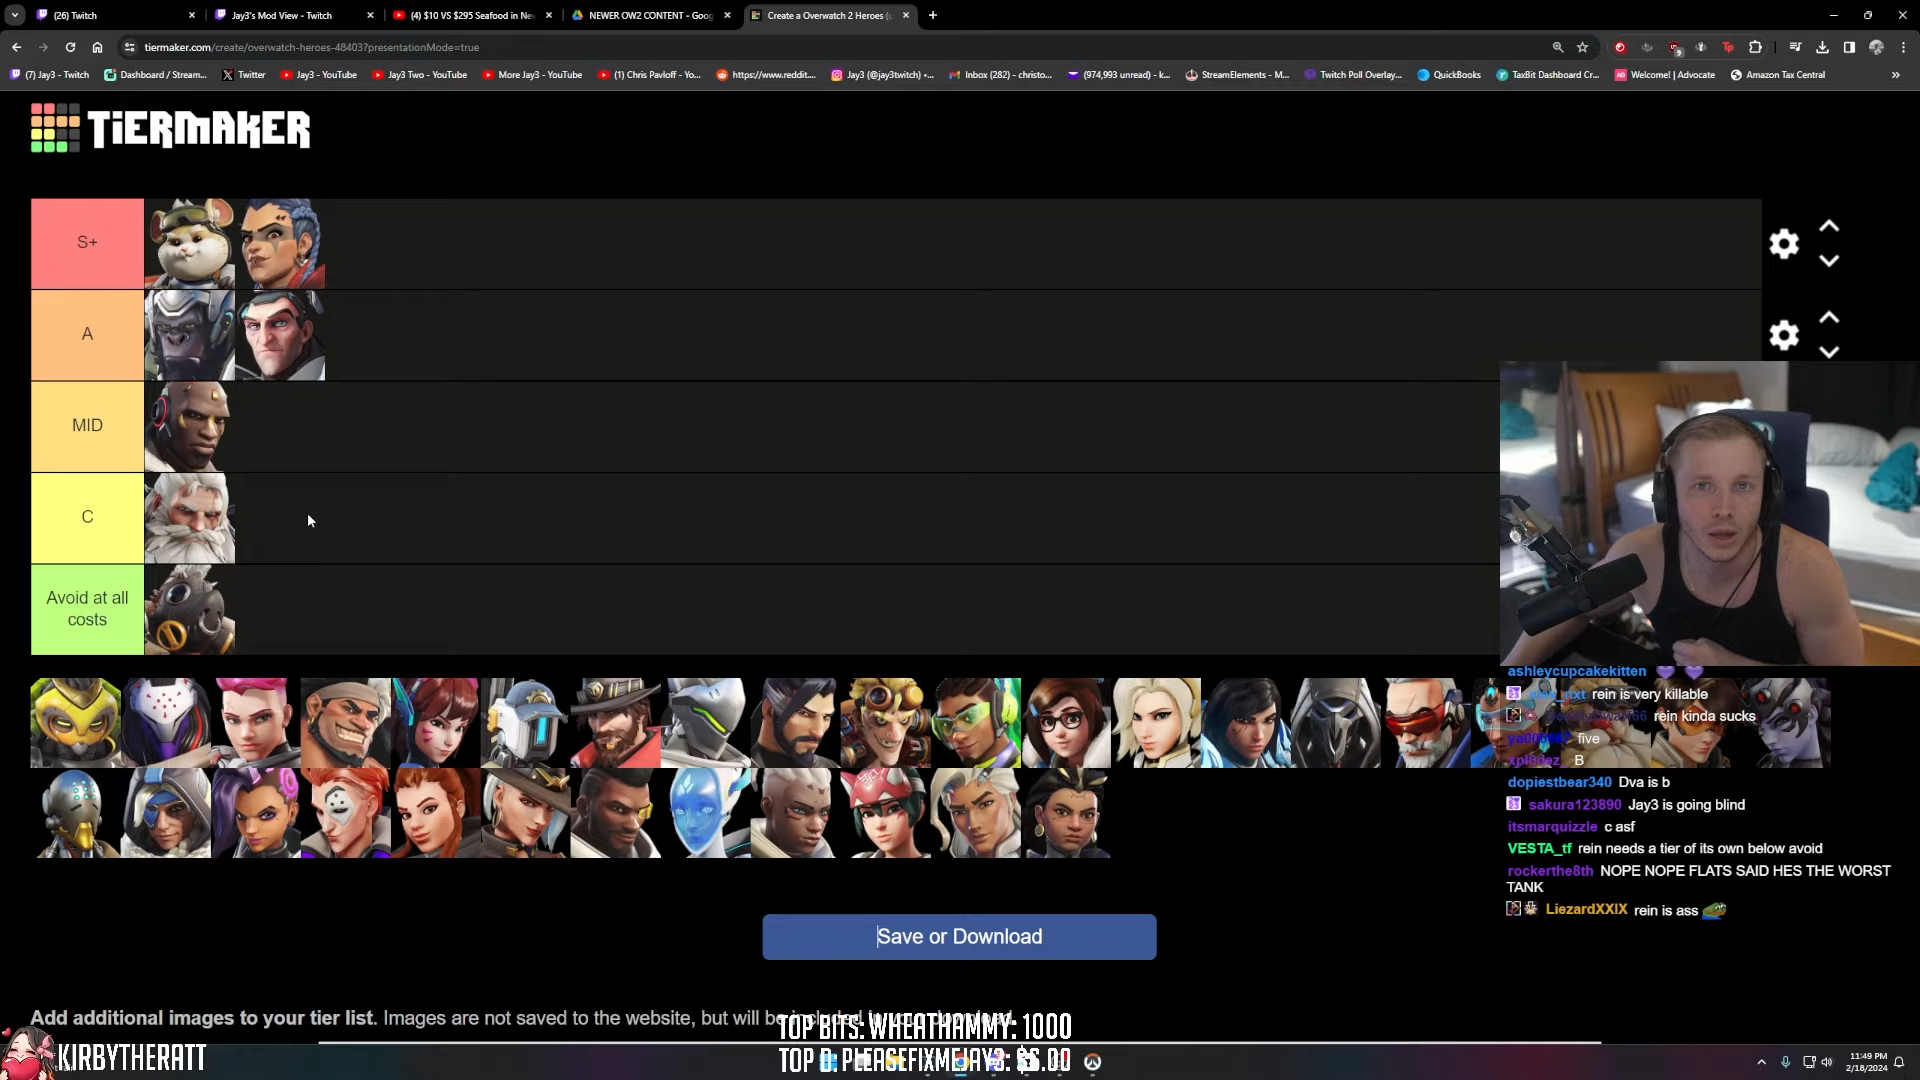 (26) Twitch
Jay3's Mod View - Twitch
(4) $10 VS $295 Seafood in Nev
NEWER OW2 CONTENT - Goog
Create a Overwatch 2 Heroes (u
tiermaker.com/create/overwatch-heroes-48403?presentationMode=true
(7) Jay3 - Twitch
Dashboard / Stream...
Twitter
Jay3 - YouTube
Jay3 Two - YouTube
More Jay3 - YouTube
(1) Chris Pavloff - Yo...
https://www.reddit....
Jay3 (@jay3twitch) •...
Inbox (282) - christo...
(974,993 unread) - k...
StreamElements - M...
Twitch Poll Overlay...
QuickBooks
TaxBit Dashboard Cr...
Welcome! | Advocate
Amazon Tax Central
TiERMAKER
S+
A
MID
C
Avoid at all
costs
ashleycupcakekitten
rein is very killable
rein kinda sucks
five
B
dopiestbear340 Dva is b
sakura123890 Jay3 is going blind
itsmarquizzle c asf
VESTA_tf rein needs a tier of its own below avoid
rockerthe8th NOPE NOPE FLATS SAID HES THE WORST
TANK
LiezardXXIX rein is ass
Save or Download
Add additional images to your tier list. Images are not saved to the website, but will be
TOP BITS: WHEATHAMMY: 1000
TOP D: PLEASEFIXMEJAY3: $5.00
KIRBYTHERATT
11:49 PM
2/18/2024